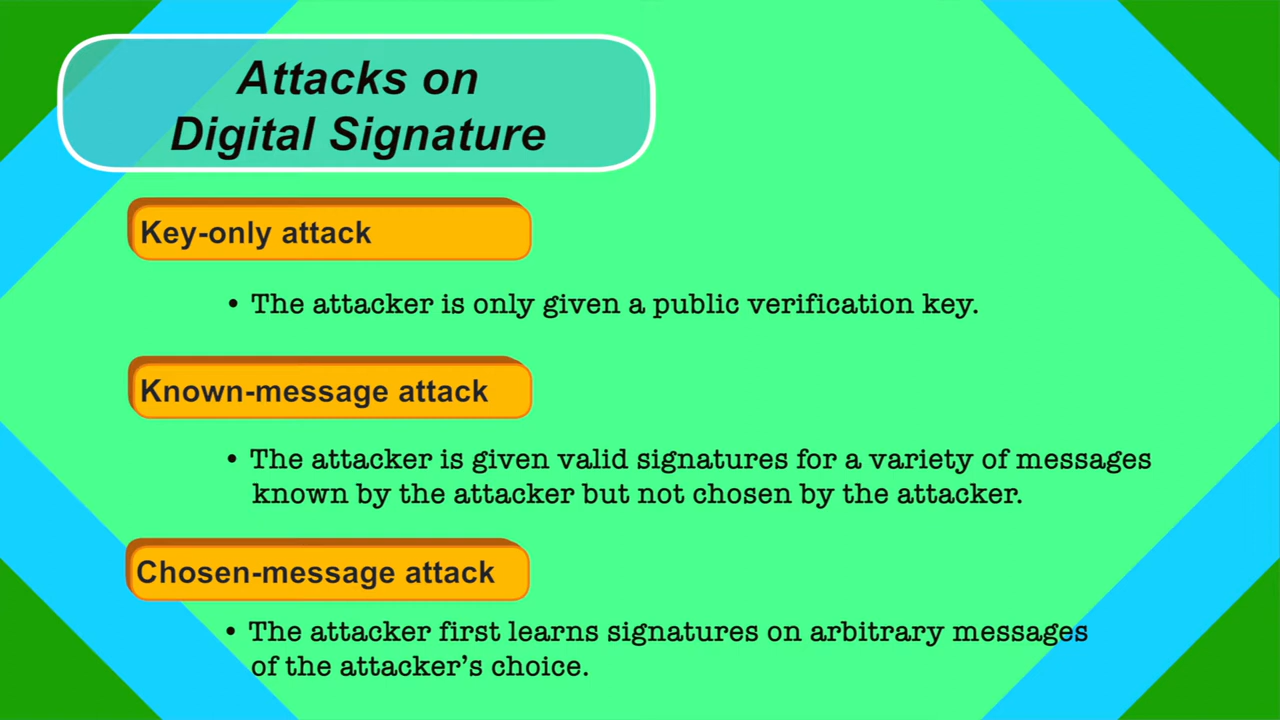 Attacks on
Digital Signature
Key-only attack
• The attacker is only given a public verification key.
Known-message attack
• The attacker is given valid signatures for a variety of messages
known by the attacker but not chosen by the attacker.
Chosen-message attack
• The attacker first learns signatures on arbitrary messages
of the attacker’s choice.